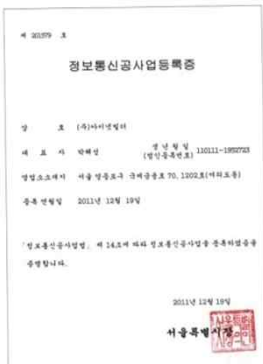 제 201579 호
정보통신공사업등록증
상 호 (주)아이넷빌더
대 표 자 박혜성 생년월일 (법인등록번호) 110111-1952723
영업소소재지 서울 영등포구 국제금융로 70, 1202호(여의도동)
등록 연월일 2011년 12월 19일
「정보통신공사업법」 제 14조에 따라 정보통신공사업을 등록하였음을
증명합니다.
2011년 12월 19일
서울특별시장